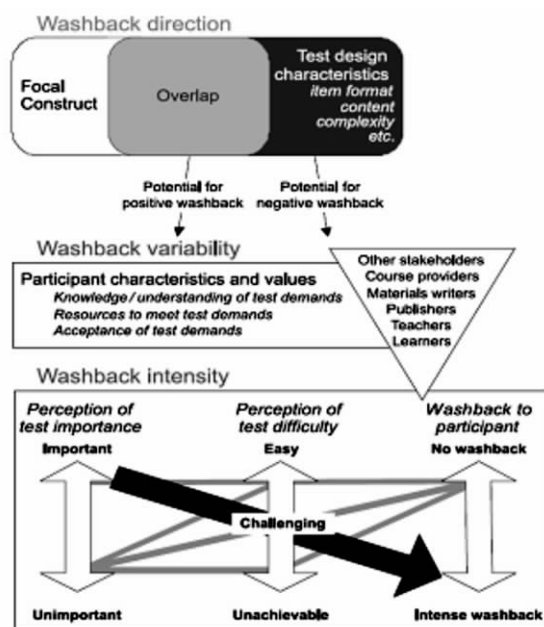 Washback direction
Focal
Construct
Overlap
Test design
characteristics
item format
content
complexity
etc.
Potential for
positive washback
Potential for
negative washback
Washback variability
Participant characteristics and values
Knowledge / understanding of test demands
Resources to meet test demands
Acceptance of test demands
Other stakeholders
Course providers
Materials writers
Publishers
Teachers
Learners
Washback intensity
Perception of
test importance
Perception of
test difficulty
Washback to
participant
Important
Easy
No washback
Challenging
Unimportant
Unachievable
Intense washback